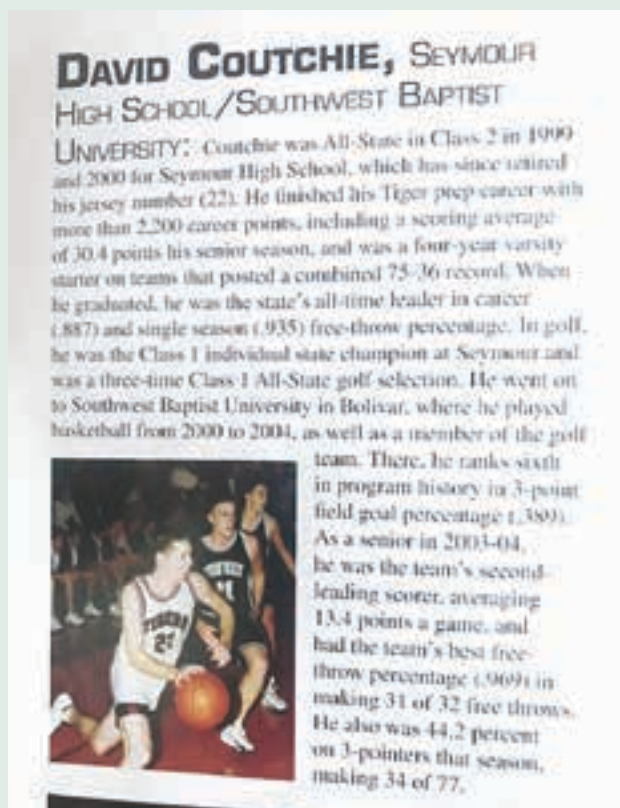 DAVID COUTCHIE, SEYMOUR
HIGH SCHOOL/SOUTHWEST BAPTIST
UNIVERSITY: Coutchie was All-State in Class 2 in 1999
and 2000 for Seymour High School, which has since retired
his jersey number (22). He finished his Tiger prep career with
more than 2,200 career points, including a scoring average
of 30.4 points his senior season, and was a four-year varsity
starter on teams that posted a combined 75-36 record. When
he graduated, he was the state's all-time leader in career
(.887) and single season (.935) free-throw percentage. In golf,
he was the Class 1 individual state champion at Seymour and
was a three-time Class 1 All-State golf selection. He went on
to Southwest Baptist University in Bolivar, where he played
basketball from 2000 to 2004, as well as a member of the golf
team. There, he ranks sixth
in program history in 3-point
field goal percentage (.389).
As a senior in 2003-04,
he was the team's second-
leading scorer, averaging
13.4 points a game, and
had the team's best free-
throw percentage (.969) in
making 31 of 32 free throws.
He also was 44.2 percent
on 3-pointers that season,
making 34 of 77.
TIGERS